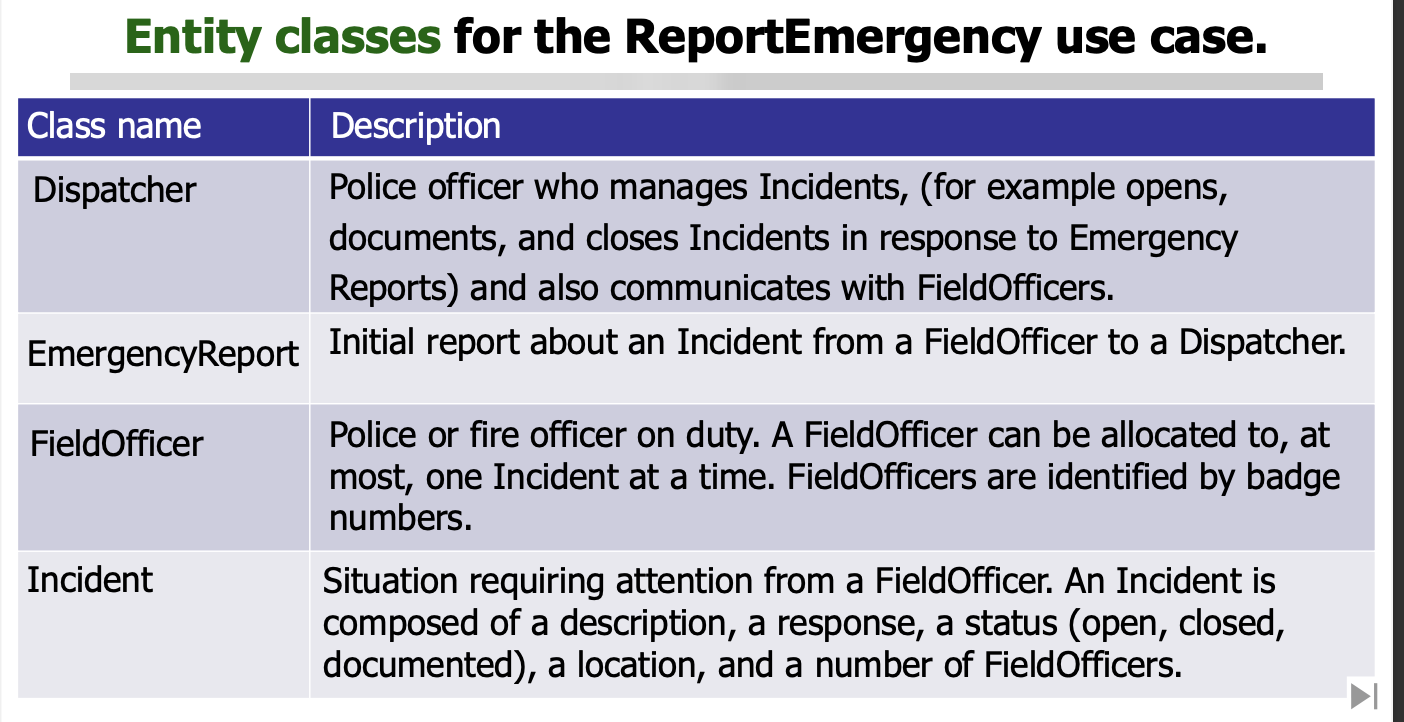 Entity classes for the ReportEmergency use case.
Class name
Description
Dispatcher
Police officer who manages Incidents, (for example opens,
documents, and closes Incidents in response to Emergency
Reports) and also communicates with FieldOfficers.
EmergencyReport
Initial report about an Incident from a FieldOfficer to a Dispatcher.
FieldOfficer
Police or fire officer on duty. A FieldOfficer can be allocated to, at
most, one Incident at a time. FieldOfficers are identified by badge
numbers.
Incident
Situation requiring attention from a FieldOfficer. An Incident is
composed of a description, a response, a status (open, closed,
documented), a location, and a number of FieldOfficers.